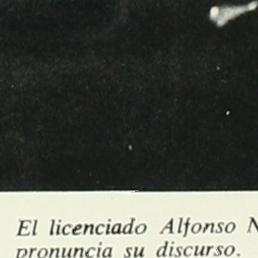 El licenciado Alfonso N
pronuncia su discurso.